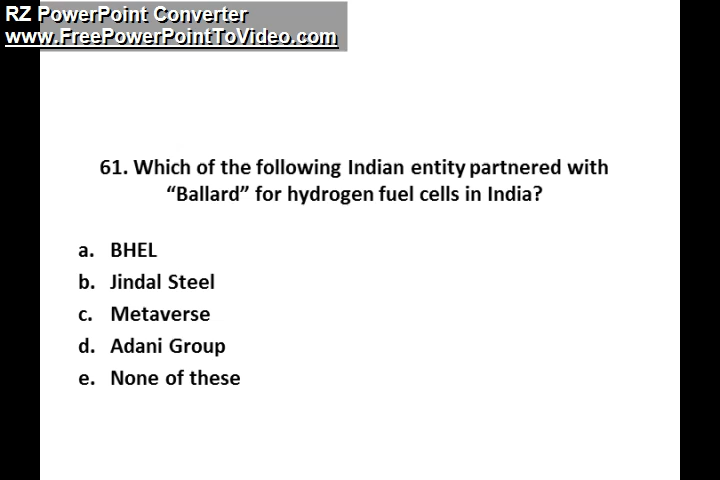 RZ PowerPoint Converter
www.FreePowerPointToVideo.com
61. Which of the following Indian entity partnered with
“Ballard” for hydrogen fuel cells in India?
a. BHEL
b. Jindal Steel
c. Metaverse
d. Adani Group
e. None of these